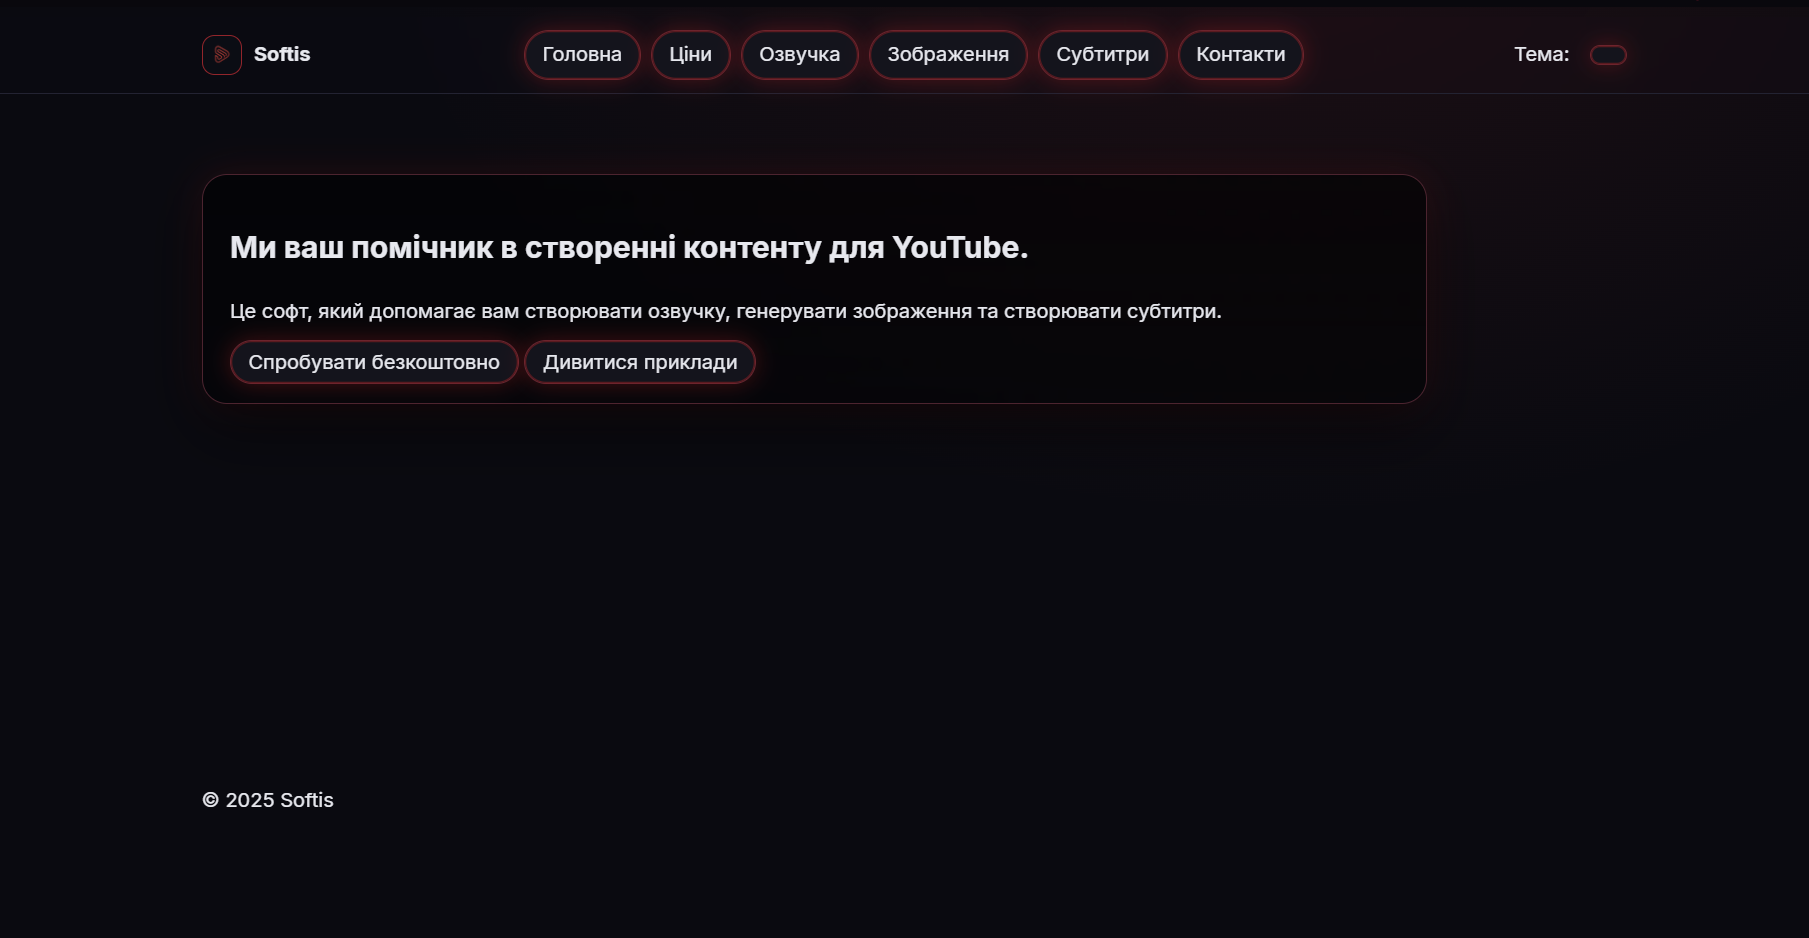 Softis
Головна
Ціни
Озвучка
Зображення
Субтитри
Контакти
Тема:
Ми ваш помічник в створенні контенту для YouTube.
Це софт, який допомагає вам створювати озвучку, генерувати зображення та створювати субтитри.
Спробувати безкоштовно
Дивитися приклади
© 2025 Softis